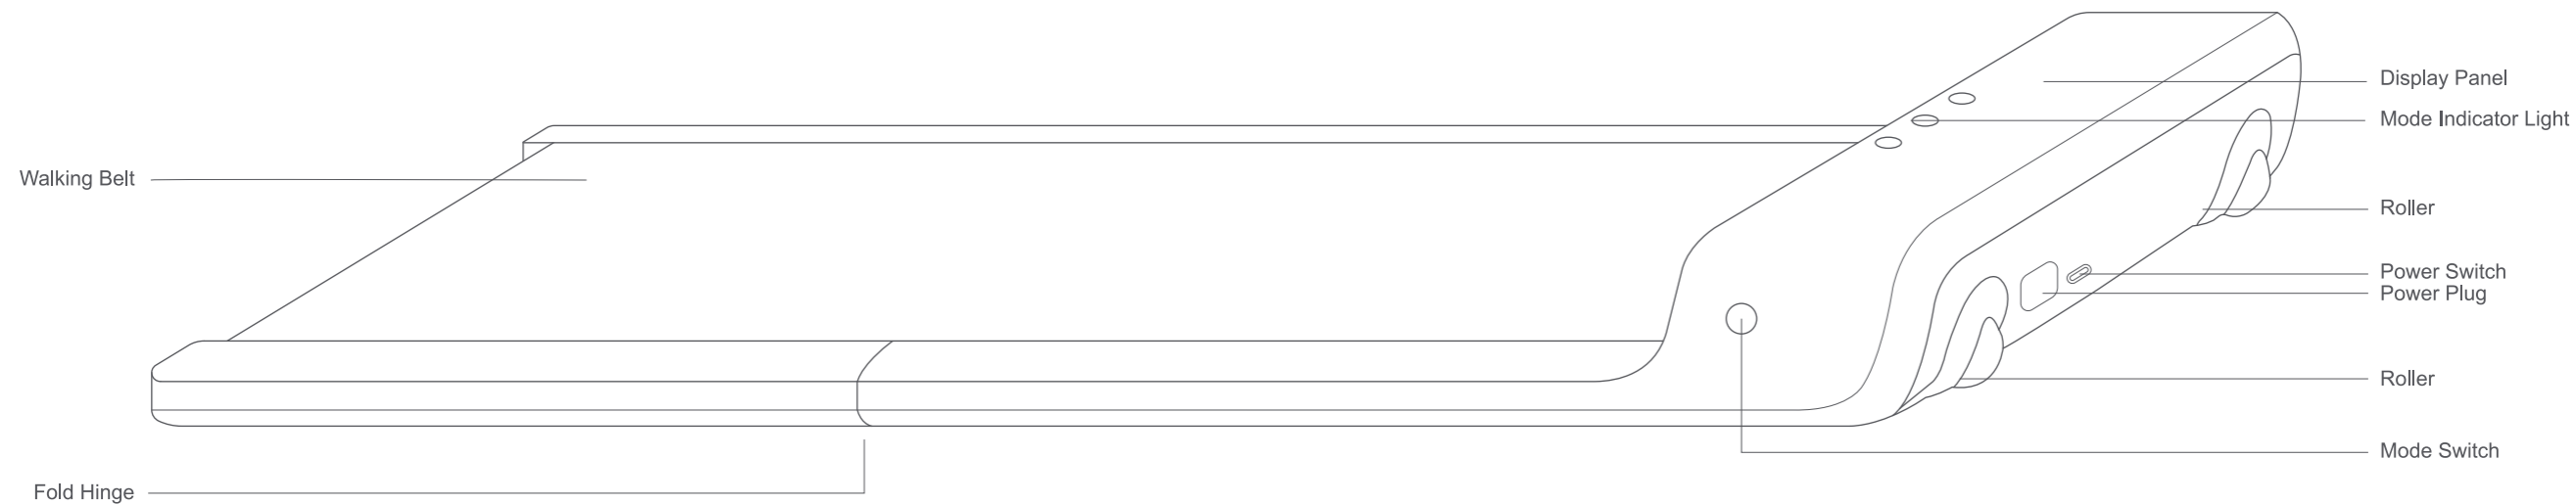 Display Panel
Mode Indicator Light
Walking Belt
Roller
Power Switch
Power Plug
Roller
Mode Switch
Fold Hinge